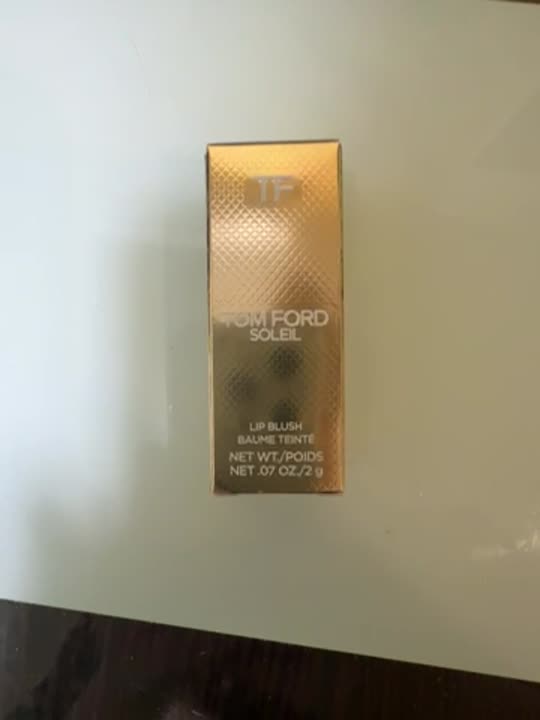 TF
TOM FORD
SOLEIL
LIP BLUSH
BAUME TEINTÉ
NET WT./POIDS
NET .07 OZ./2 g